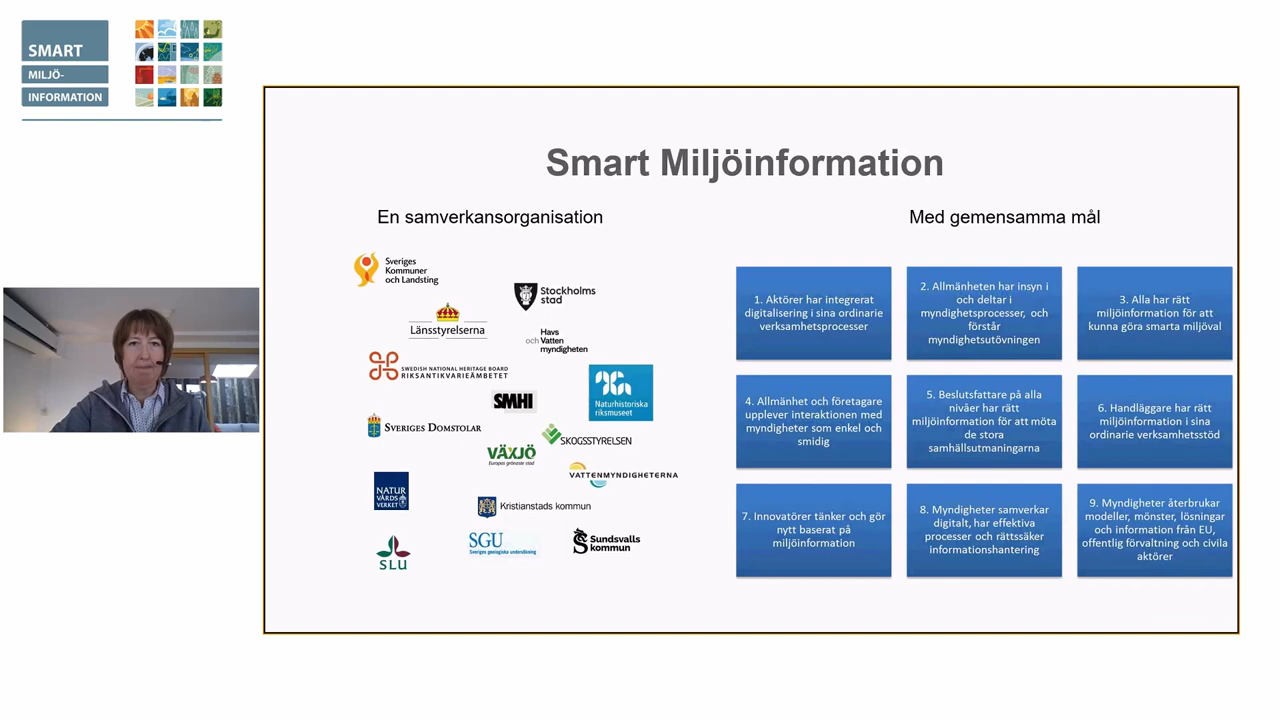 SMART
MILJÖ-
INFORMATION
Smart Miljöinformation
En samverkansorganisation
Med gemensamma mål
Sveriges
Kommuner
och Landsting
Stockholms
stad
Länsstyrelserna
Havs
och Vatten
myndigheten
SWEDISH NATIONAL HERITAGE BOARD
RIKSANTIKVARIEÄMBETET
SMHI
Naturhistoriska
riksmuseet
SVERIGES DOMSTOLAR
SKOGSSTYRELSEN
VÄXJÖ
Europas grönaste stad
VATTENMYNDIGHETERNA
NATUR
VÅRDS
VERKET
Kristianstads kommun
SGU
Sveriges geologiska undersökning
Sundsvalls
kommun
SLU
1. Aktörer har integrerat
digitalisering i sina ordinarie
verksamhetsprocesser
2. Allmänheten har insyn i
och deltar i
myndighetsprocesser, och
förstår
myndighetsutövningen
3. Alla har rätt
miljöinformation för att
kunna göra smarta miljöval
4. Allmänhet och företagare
upplever interaktionen med
myndigheter som enkel och
smidig
5. Beslutsfattare på alla
nivåer har rätt
miljöinformation för att möta
de stora
samhällsutmaningarna
6. Handläggare har rätt
miljöinformation i sina
ordinarie verksamhetsstöd
7. Innovatörer tänker och gör
nytt baserat på
miljöinformation
8. Myndigheter samverkar
digitalt, har effektiva
processer och rättssäker
informationshantering
9. Myndigheter återbrukar
modeller, mönster, lösningar
och information från EU,
offentlig förvaltning och civila
aktörer